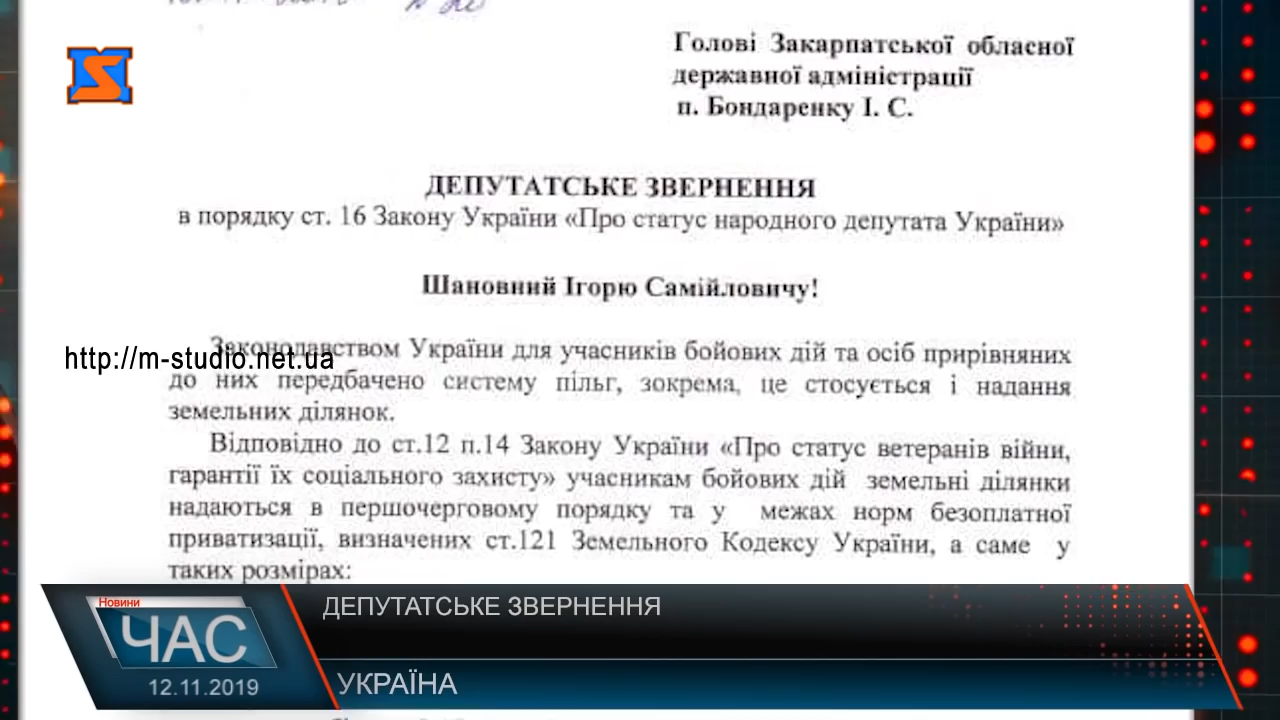 Голові Закарпатської обласної
державної адміністрації
п. Бондаренку І. С.
ДЕПУТАТСЬКЕ ЗВЕРНЕННЯ
в порядку ст. 16 Закону України «Про статус народного депутата України»
Шановний Ігорю Самійловичу!
Законодавством України для учасників бойових дій та осіб прирівняних
http://m-studio.net.ua
до них передбачено систему пільг, зокрема, це стосується і надання
земельних ділянок.
Відповідно до ст.12 п.14 Закону України «Про статус ветеранів війни,
гарантії їх соціального захисту» учасникам бойових дій земельні ділянки
надаються в першочерговому порядку та у межах норм безоплатної
приватизації, визначених ст.121 Земельного Кодексу України, а саме у
таких розмірах:
Новини
ЧАС
12.11.2019
ДЕПУТАТСЬКЕ ЗВЕРНЕННЯ
УКРАЇНА